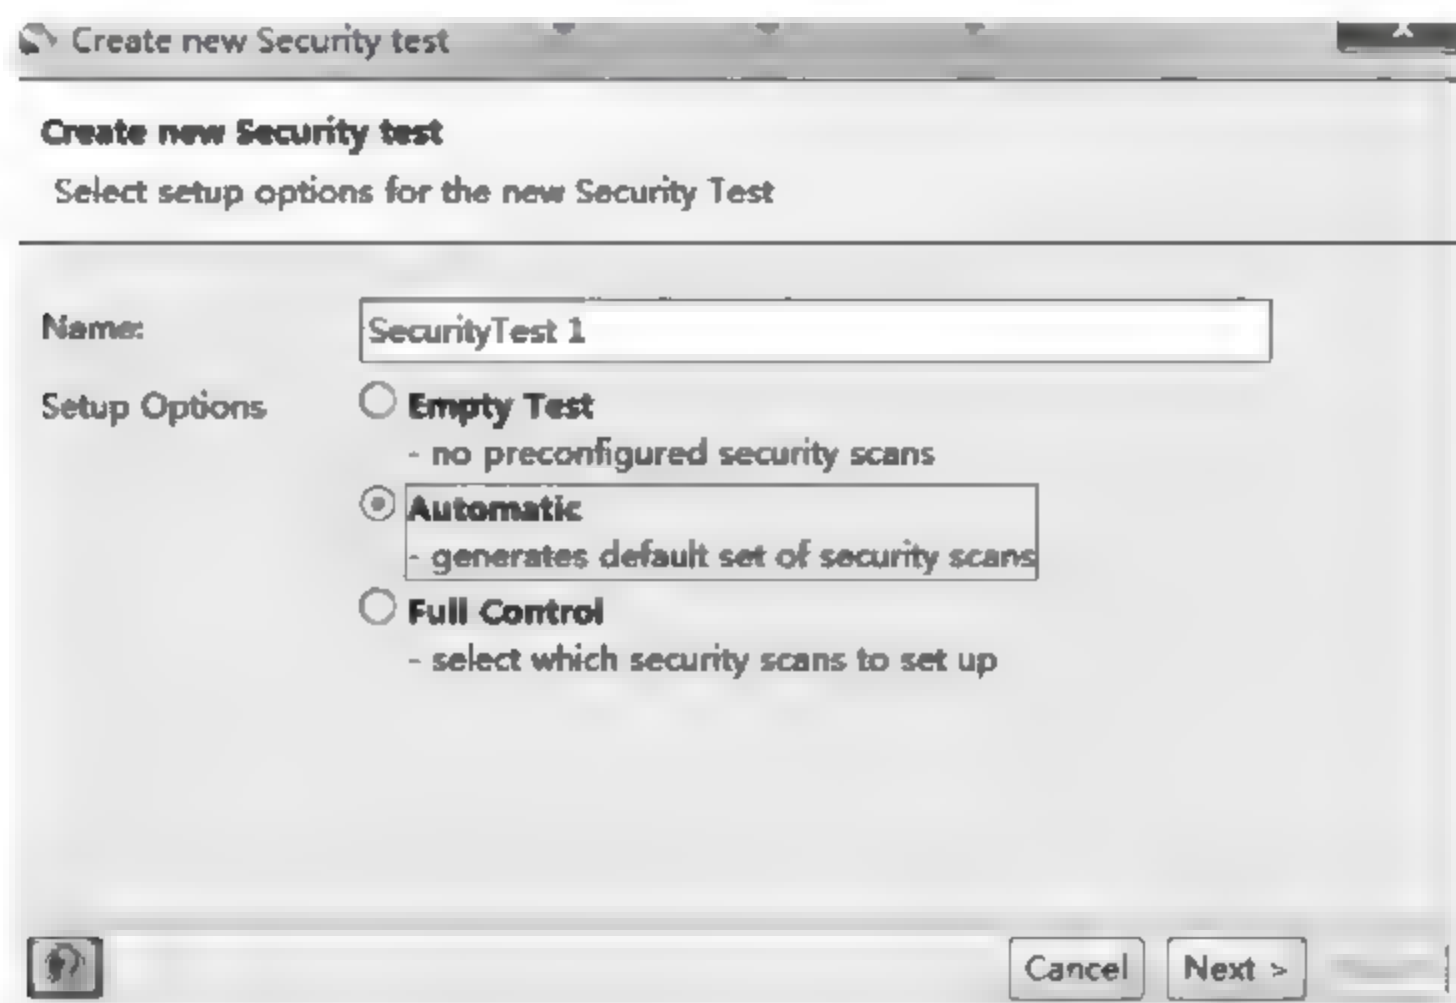 Create new Security test
Create new Security test
Select setup options for the new Security Test
Name:
SecurityTest 1
Setup Options
Empty Test
- no preconfigured security scans
Automatic
- generates default set of security scans
Full Control
- select which security scans to set up
Cancel
Next >